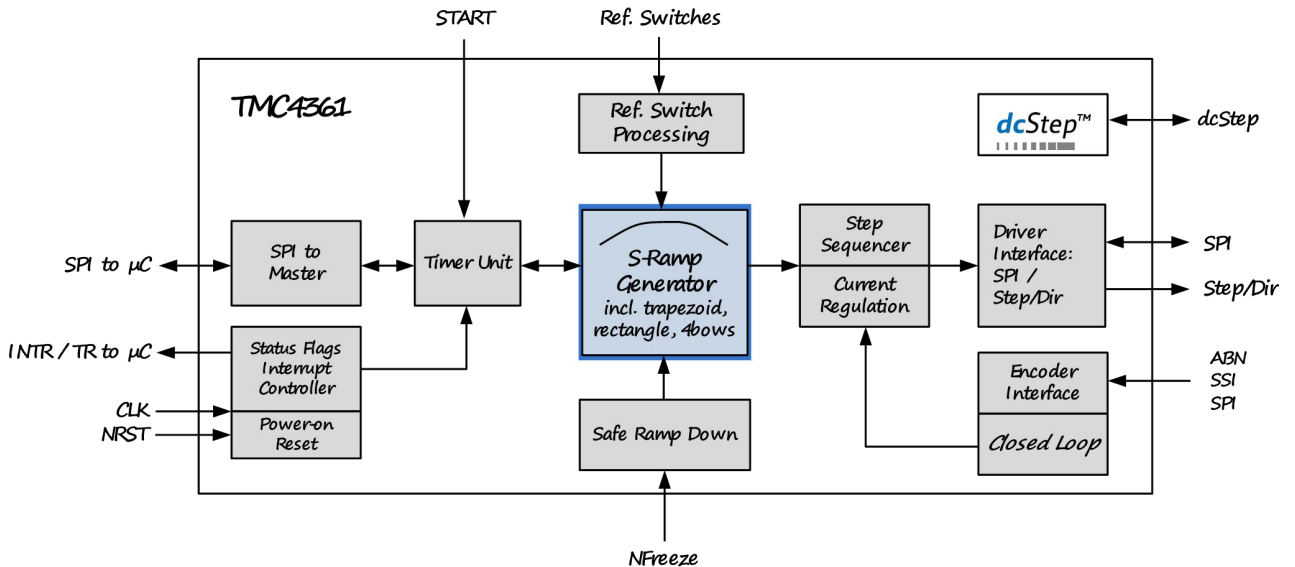 START
Ref. Switches
TMC4361
Ref. Switch
Processing
dcStep™
dcStep
SPI to µC
SPI to
Master
Timer Unit
S-Ramp
Generator
incl. trapezoid,
rectangle, 4bows
Step
Sequencer
Current
Regulation
Driver
Interface:
SPI /
Step/Dir
SPI
Step/Dir
INTR / TR to µC
Status Flags
Interrupt
Controller
CLK
NRST
Power-on
Reset
Safe Ramp Down
Encoder
Interface
Closed Loop
ABN
SSI
SPI
NFreeze